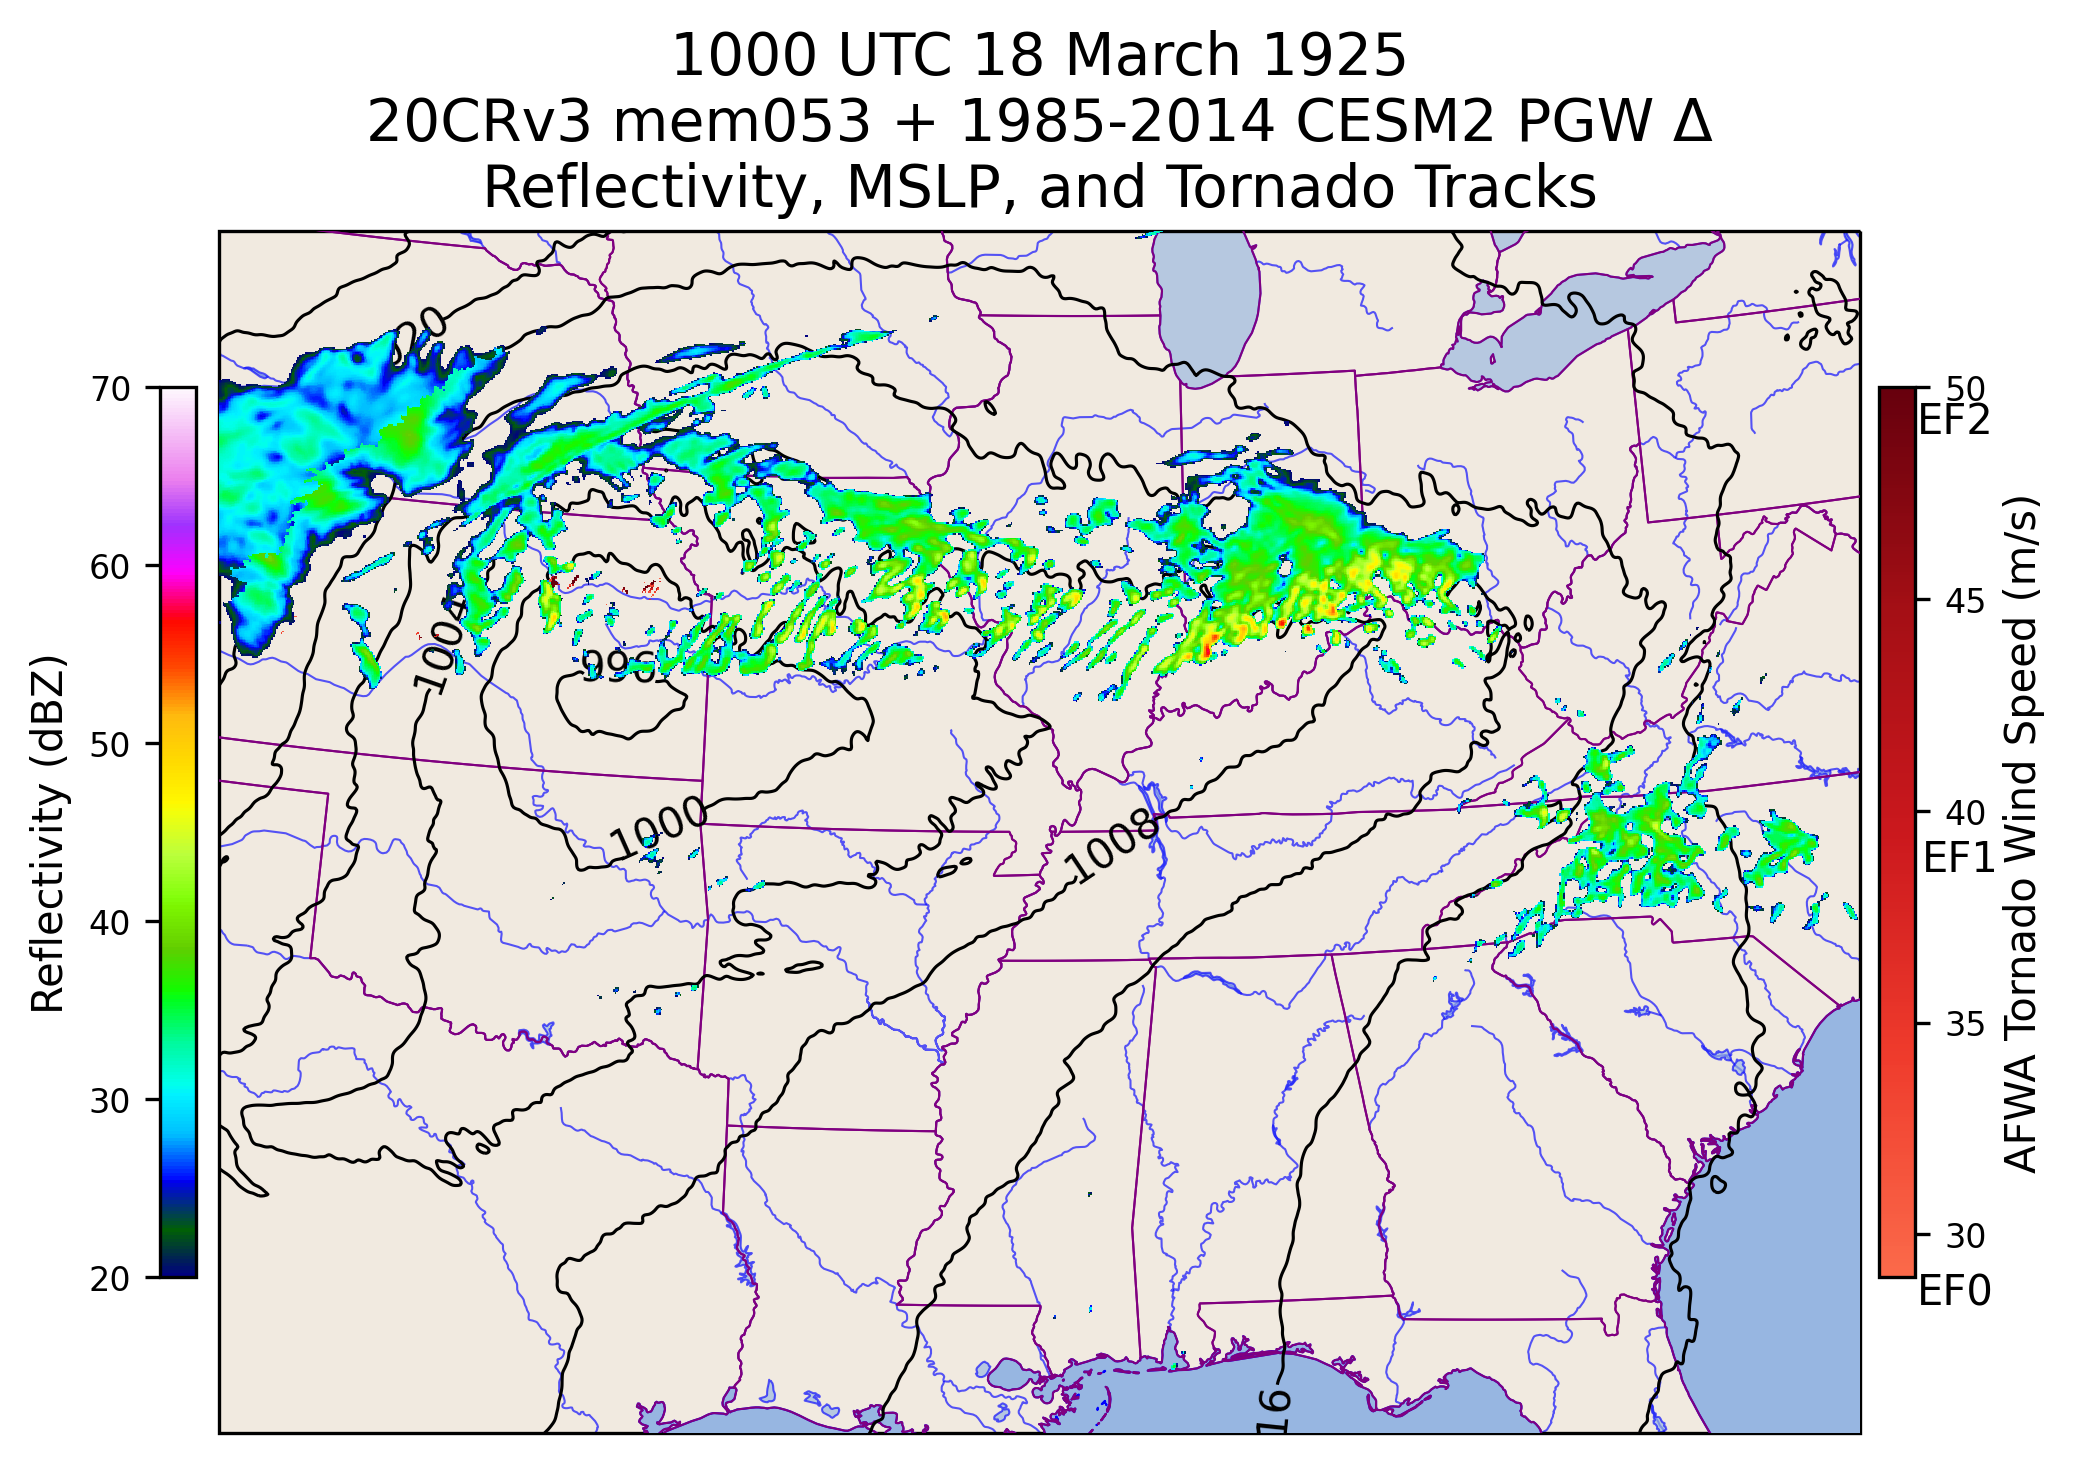 1000 UTC 18 March 1925
20CRv3 mem053 + 1985-2014 CESM2 PGW Δ
Reflectivity, MSLP, and Tornado Tracks
70
60
50
40
30
20
Reflectivity (dBZ)
1004
996
1000
1008
16
50
EF2
45
40
EF1
35
30
EF0
AFWA Tornado Wind Speed (m/s)